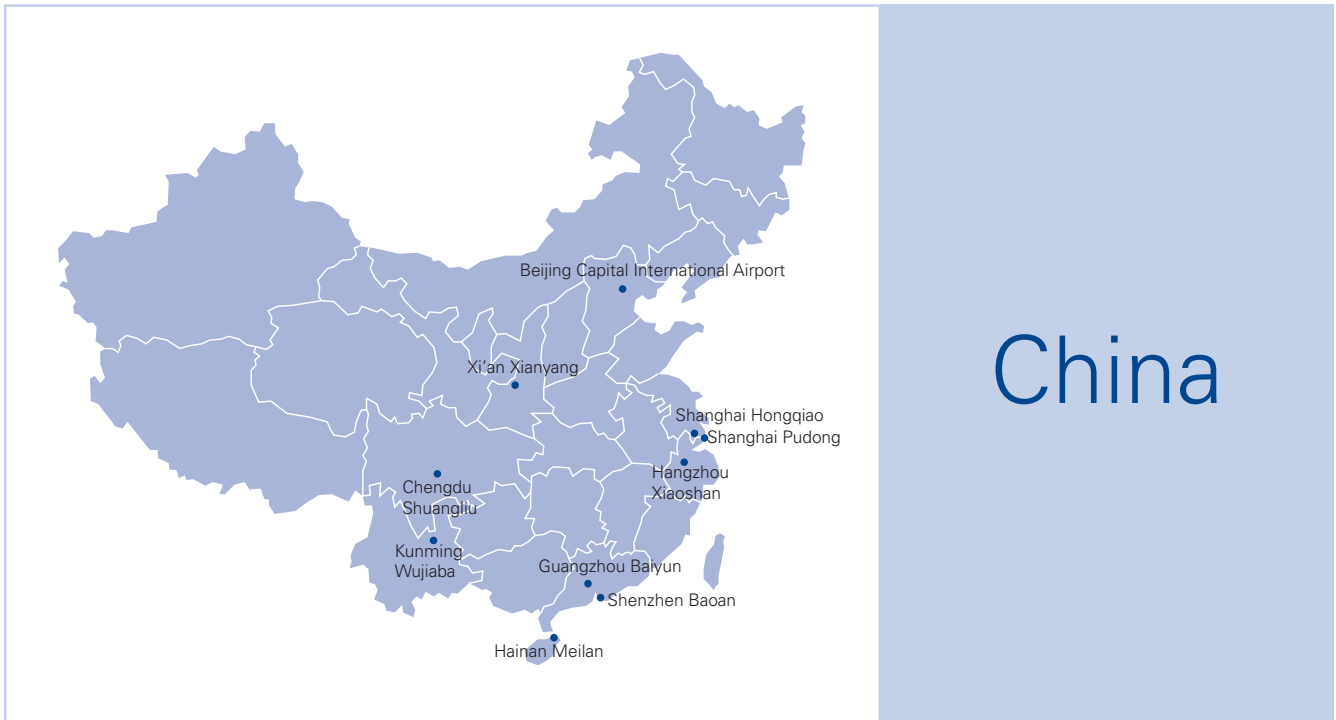 Beijing Capital International Airport
China
Xi'an Xianyang
Shanghai Hongqiao
Shanghai Pudong
Hangzhou
Xiaoshan
Chengdu
Shuangliu
Kunming
Wujiaba
Guangzhou Baiyun
Shenzhen Baoan
Hainan Meilan